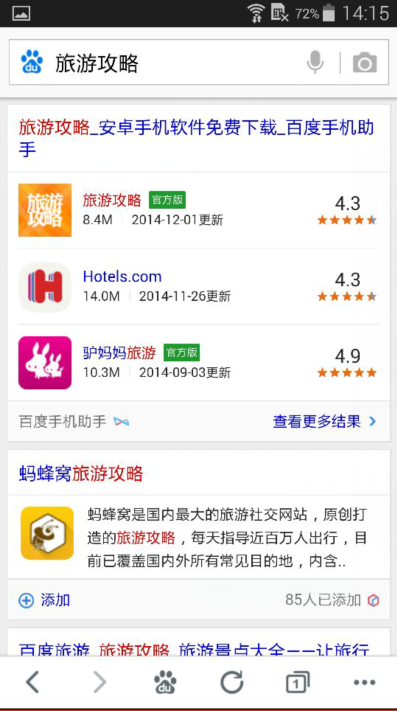 72% 14:15
du 旅游攻略
旅游攻略_安卓手机软件免费下载_百度手机助
手
旅游
攻略
旅游攻略 官方版
8.4M 2014-12-01更新
4.3
Hotels.com
14.0M 2014-11-26更新
4.3
驴妈妈旅游 官方版
10.3M 2014-09-03更新
4.9
百度手机助手
查看更多结果
蚂蜂窝旅游攻略
蚂蜂窝是国内最大的旅游社交网站，原创打
造的旅游攻略，每天指导近百万人出行，目
前已覆盖国内外所有常见目的地，内含..
添加
85人已添加
百度旅游_旅游攻略_旅游景点大全——让旅行
du
1